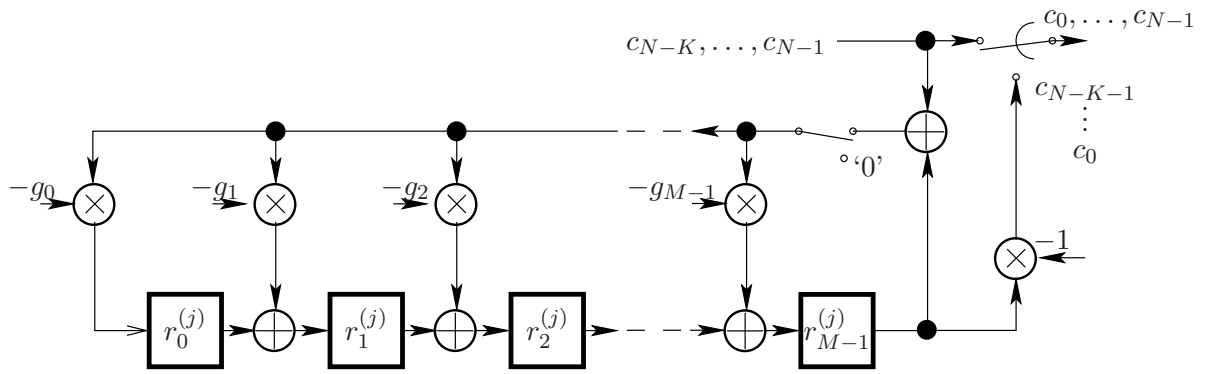 c_{N-K}, …, c_{N-1}
c_0, …, c_{N-1}
c_{N-K-1}
⋮
c_0
'0'
-g_0
-g_1
-g_2
-g_{M-1}
-1
r_0^{(j)}
r_1^{(j)}
r_2^{(j)}
r_{M-1}^{(j)}